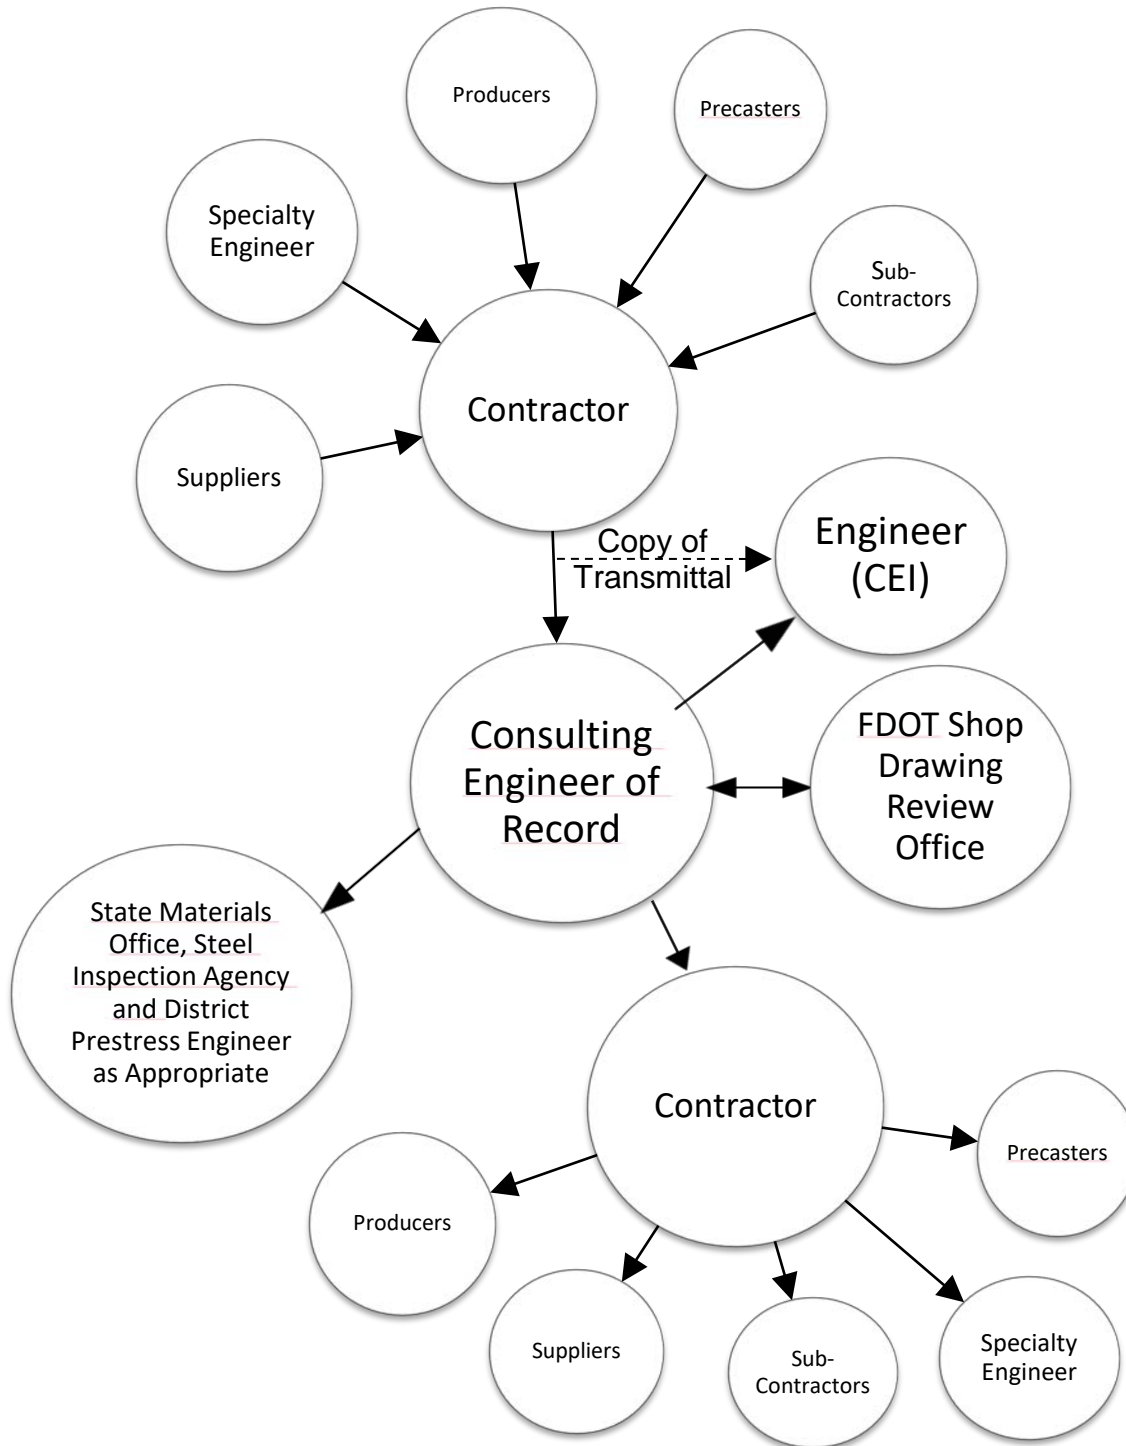 Producers
Precasters
Specialty
Engineer
Sub-
Contractors
Contractor
Suppliers
Copy of
Transmittal
Engineer
(CEI)
Consulting
Engineer of
Record
FDOT Shop
Drawing
Review
Office
State Materials
Office, Steel
Inspection Agency
and District
Prestress Engineer
as Appropriate
Contractor
Precasters
Producers
Suppliers
Sub-
Contractors
Specialty
Engineer